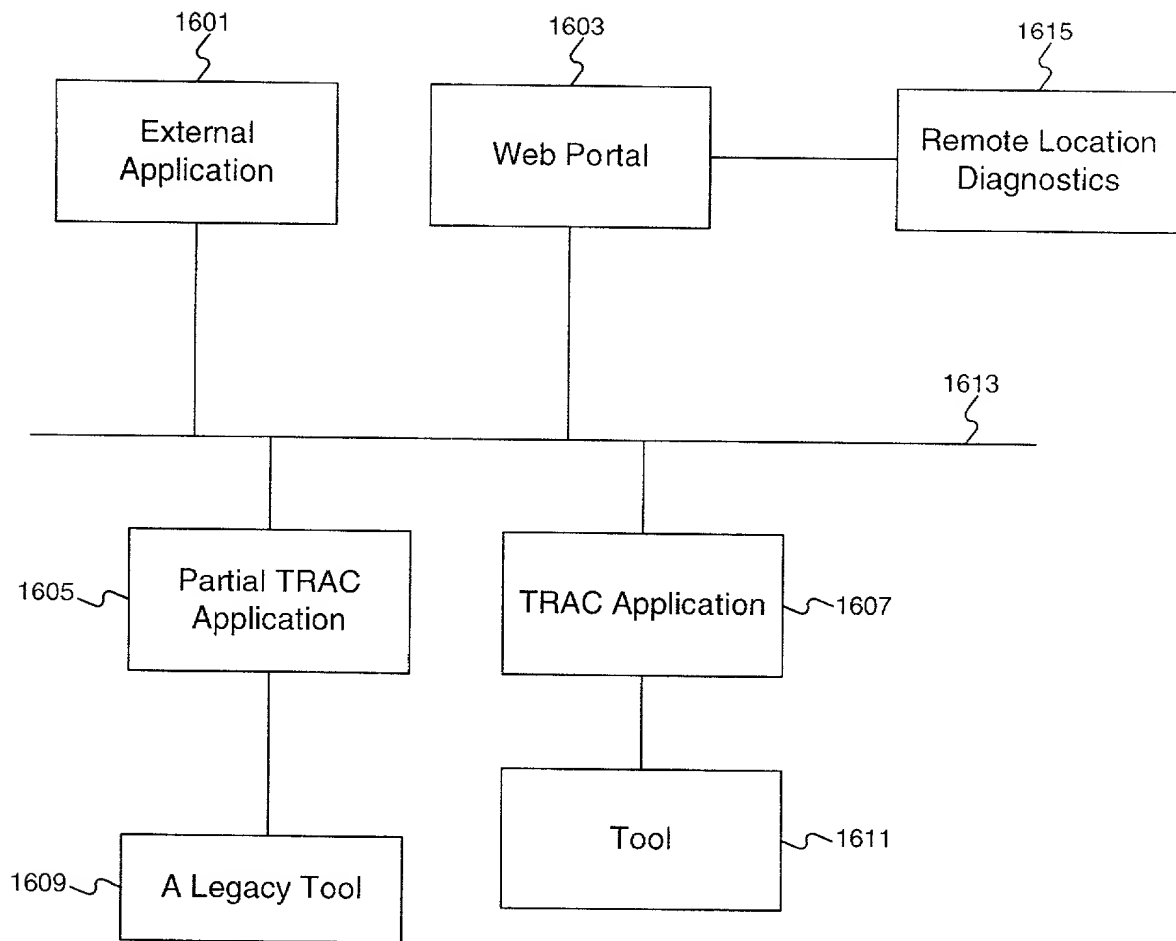 1601
1603
1615
External
Application
Web Portal
Remote Location
Diagnostics
1613
1605
Partial TRAC
Application
TRAC Application
1607
1609
A Legacy Tool
Tool
1611